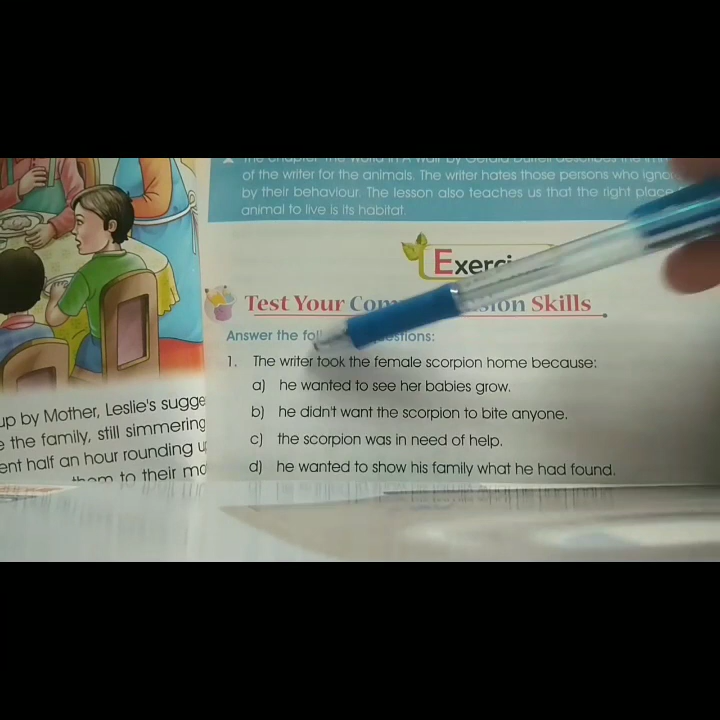 of the writer for the animals. The writer hates those persons who
by their behaviour. The lesson also teaches us that the right place
animal to live is its habitat.
Test Your Skills
Answer the
1. The writer took the female scorpion home because:
a) he wanted to see her babies grow.
b) he didn't want the scorpion to bite anyone.
c) the scorpion was in need of help.
d) he wanted to show his family what he had found.
up by Mother, Leslie's
the family, still simmering
half an hour rounding
to their